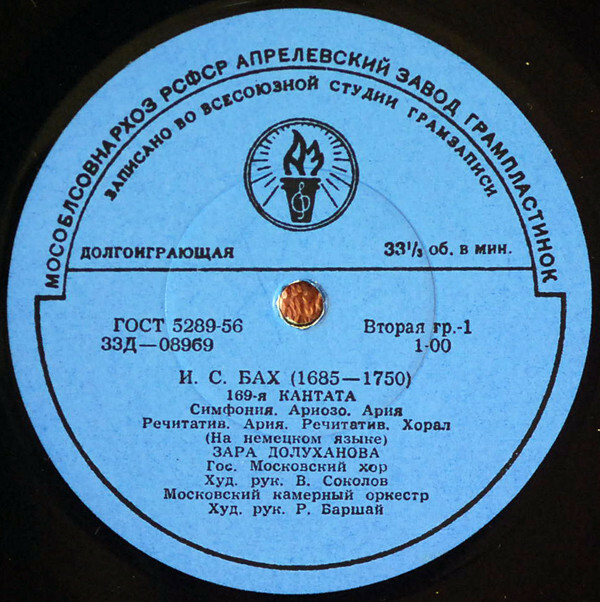 МОСОБЛСОВНАРХОЗ РСФСР АПРЕЛЕВСКИЙ ЗАВОД ГРАМПЛАСТИНОК
ЗАПИСАНО ВО ВСЕСОЮЗНОЙ СТУДИИ ГРАМЗАПИСИ
АЗ
ДОЛГОИГРАЮЩАЯ 33⅓ об. в мин.
ГОСТ 5289-56 Вторая гр.-1
33Д—08969 1-00
И. С. БАХ (1685—1750)
169-я КАНТАТА
Симфония. Ариозо. Ария
Речитатив. Ария. Речитатив. Хорал
(На немецком языке)
ЗАРА ДОЛУХАНОВА
Гос. Московский хор
Худ. рук. В. Соколов
Московский камерный оркестр
Худ. рук. Р. Баршай